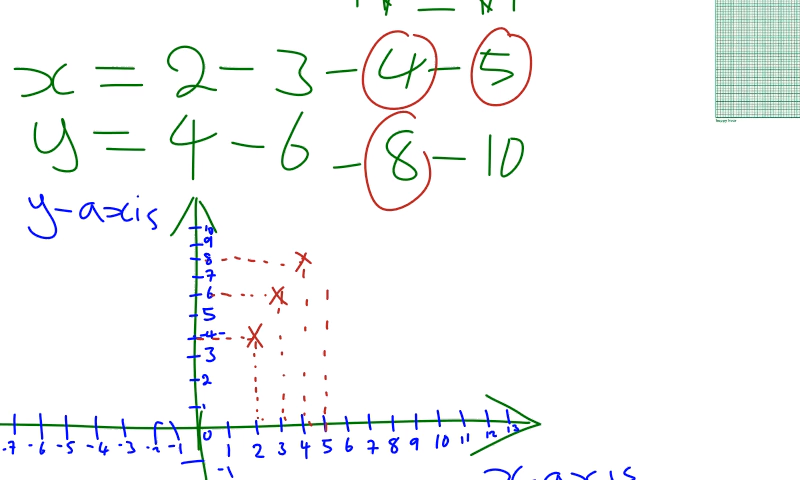 x = 2 - 3 - 4 - 5
y = 4 - 6 - 8 - 10
y-axis
10
9
8
7
6
5
4
3
2
1
-7 -6 -5 -4 -3 -2 -1 0 1 2 3 4 5 6 7 8 9 10 11 12 13
-1
x-axis